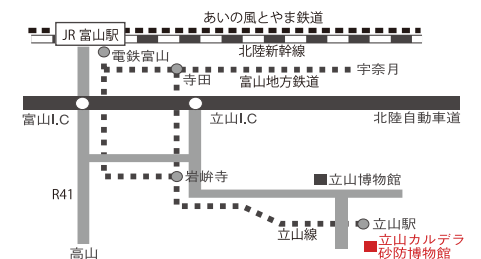 あいの風とやま鉄道
JR 富山駅
北陸新幹線
電鉄富山
宇奈月
寺田
富山地方鉄道
富山I.C
立山I.C
北陸自動車道
岩峅寺
立山博物館
R41
立山駅
立山線
立山カルデラ
砂防博物館
高山